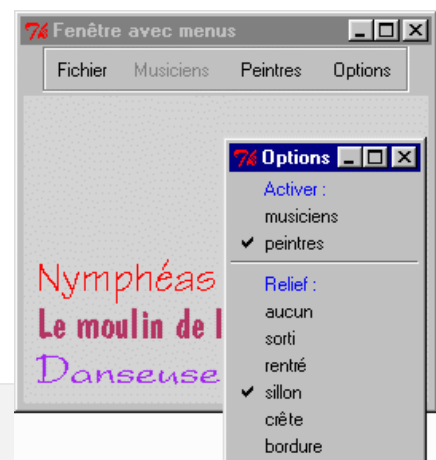 Fenêtre avec menus
Fichier Musiciens Peintres Options
Options
Activer :
musiciens
peintres
Nymphéas
Relief :
aucun
Le moulin de l
sorti
rentré
Danseuse
sillon
crête
bordure